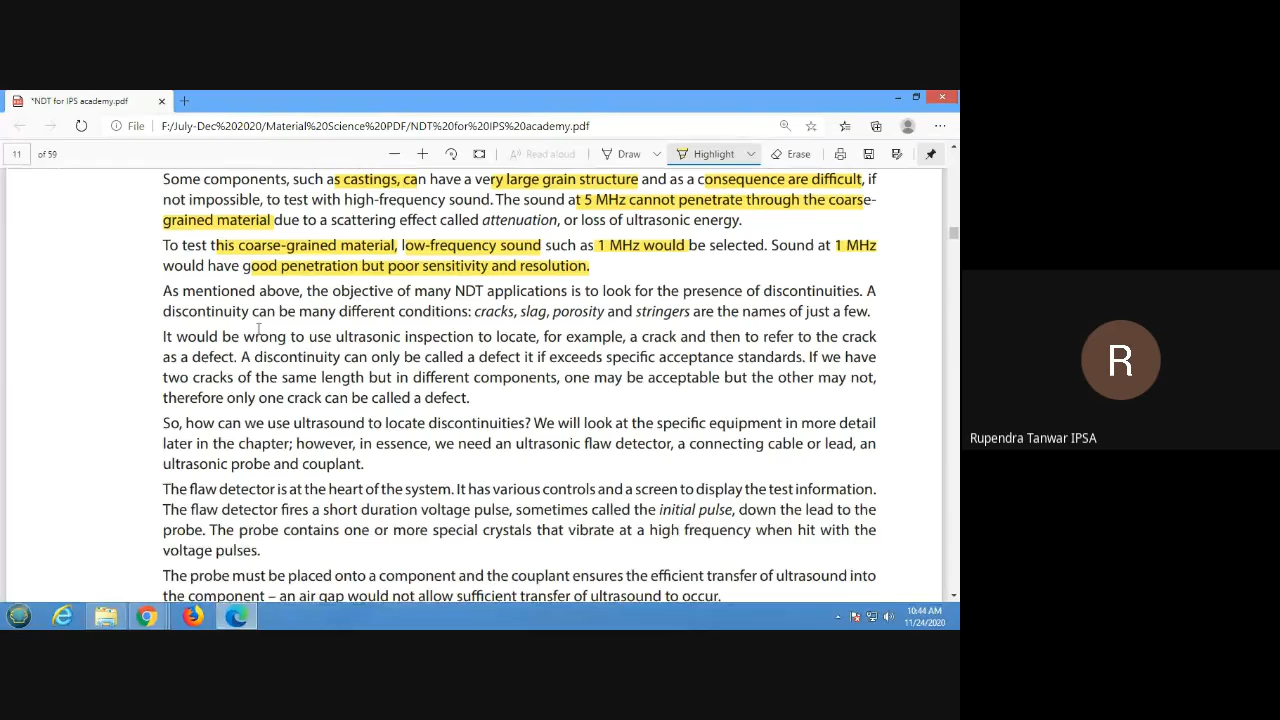 *NDT for IPS academy.pdf
File F:/July-Dec%202020/Material%20Science%20PDF/NDT%20for%20IPS%20academy.pdf
11 of 59 Read aloud Draw Highlight Erase
Some components, such as castings, can have a very large grain structure and as a consequence are difficult, if
not impossible, to test with high-frequency sound. The sound at 5 MHz cannot penetrate through the coarse-
grained material due to a scattering effect called attenuation, or loss of ultrasonic energy.
To test this coarse-grained material, low-frequency sound such as 1 MHz would be selected. Sound at 1 MHz
would have good penetration but poor sensitivity and resolution.
As mentioned above, the objective of many NDT applications is to look for the presence of discontinuities. A
discontinuity can be many different conditions: cracks, slag, porosity and stringers are the names of just a few.
It would be wrong to use ultrasonic inspection to locate, for example, a crack and then to refer to the crack
as a defect. A discontinuity can only be called a defect it if exceeds specific acceptance standards. If we have
two cracks of the same length but in different components, one may be acceptable but the other may not,
therefore only one crack can be called a defect.
So, how can we use ultrasound to locate discontinuities? We will look at the specific equipment in more detail
later in the chapter; however, in essence, we need an ultrasonic flaw detector, a connecting cable or lead, an
ultrasonic probe and couplant.
The flaw detector is at the heart of the system. It has various controls and a screen to display the test information.
The flaw detector fires a short duration voltage pulse, sometimes called the initial pulse, down the lead to the
probe. The probe contains one or more special crystals that vibrate at a high frequency when hit with the
voltage pulses.
The probe must be placed onto a component and the couplant ensures the efficient transfer of ultrasound into
the component – an air gap would not allow sufficient transfer of ultrasound to occur.
10:44 AM
11/24/2020
R
Rupendra Tanwar IPSA